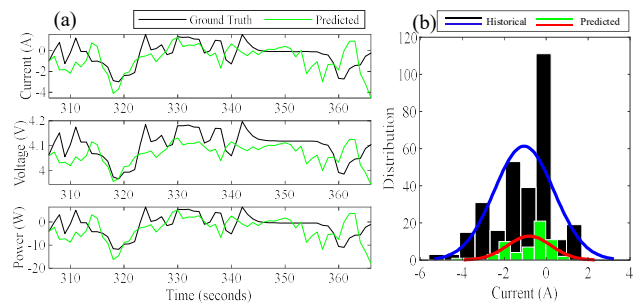 (a)
Ground Truth Predicted
Current (A)
0
-2
-4
310 320 330 340 350 360
Voltage (V)
4.2
4.1
4
310 320 330 340 350 360
Power (W)
0
-10
-20
310 320 330 340 350 360
Time (seconds)
(b)
Historical Predicted
Distribution
120
100
80
60
40
20
0
-6 -4 -2 0 2 4
Current (A)